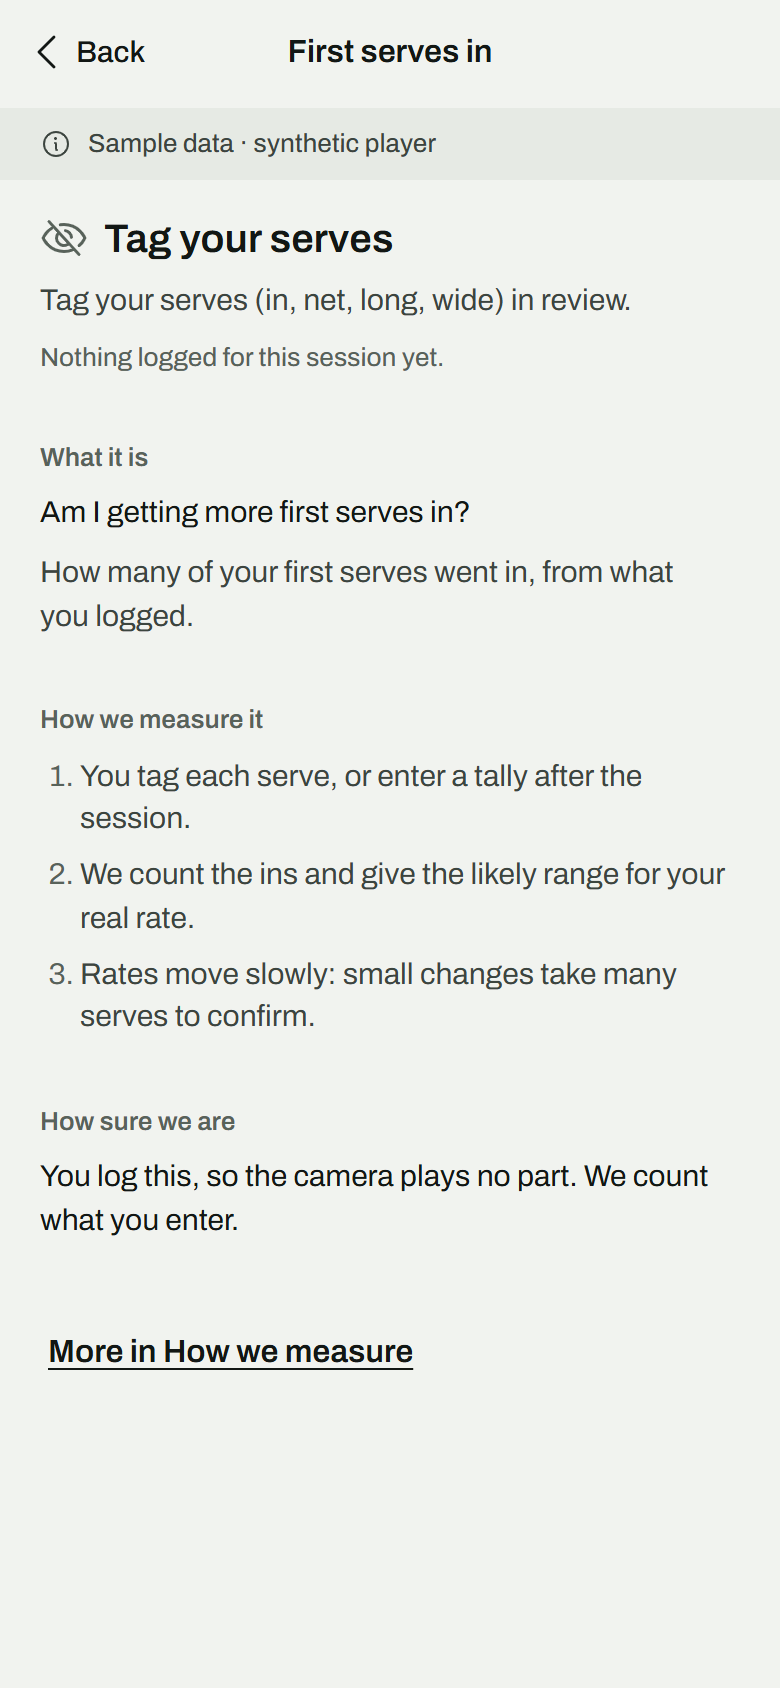 Back
First serves in
Sample data · synthetic player
Tag your serves
Tag your serves (in, net, long, wide) in review.
Nothing logged for this session yet.
What it is
Am I getting more first serves in?
How many of your first serves went in, from what
you logged.
How we measure it
1. You tag each serve, or enter a tally after the
session.
2. We count the ins and give the likely range for your
real rate.
3. Rates move slowly: small changes take many
serves to confirm.
How sure we are
You log this, so the camera plays no part. We count
what you enter.
More in How we measure